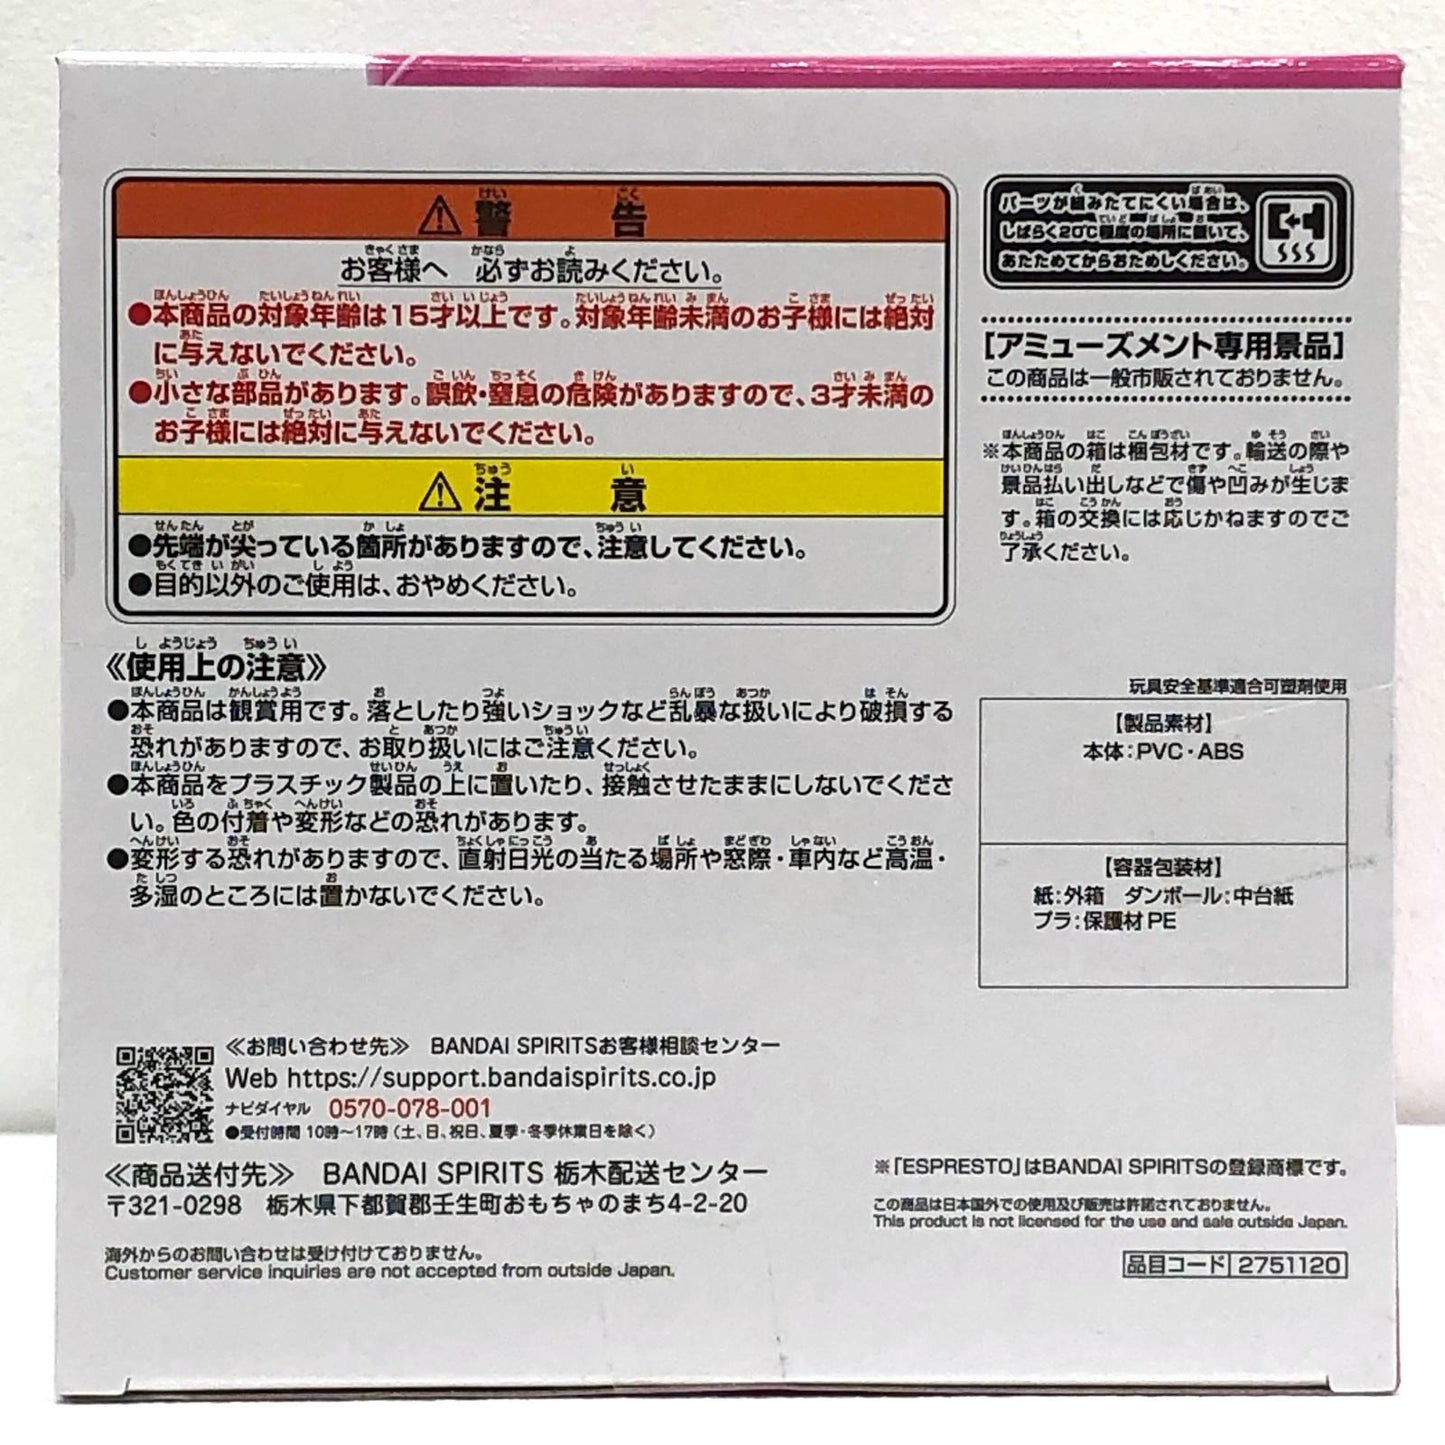 ⚠警告
お客様へ　必ずお読みください。
●本商品の対象年齢は15才以上です。対象年齢未満のお子様には絶対
に与えないでください。
●小さな部品があります。誤飲・窒息の危険がありますので、3才未満の
お子様には絶対に与えないでください。
⚠注意
●先端が尖っている箇所がありますので、注意してください。
●目的以外のご使用は、おやめください。
《使用上の注意》
●本商品は観賞用です。落としたり強いショックなど乱暴な扱いにより破損する
恐れがありますので、お取り扱いにはご注意ください。
●本商品をプラスチック製品の上に置いたり、接触させたままにしないでくださ
い。色の付着や変形などの恐れがあります。
●変形する恐れがありますので、直射日光の当たる場所や窓際・車内など高温・
多湿のところには置かないでください。
パーツが組みたてにくい場合は、
しばらく20℃程度の場所に置いて、
あたためてからおためしください。
[アミューズメント専用景品]
この商品は一般市販されておりません。
※本商品の箱は梱包材です。輸送の際や
景品払い出しなどで傷や凹みが生じま
す。箱の交換には応じかねますのでご
了承ください。
玩具安全基準適合可塑剤使用
【製品素材】
本体：PVC・ABS
【容器包装材】
紙：外箱　ダンボール：中台紙
プラ：保護材 PE
≪お問い合わせ先≫　BANDAI SPIRITSお客様相談センター
Web https://support.bandaispirits.co.jp
ナビダイヤル 0570-078-001
●受付時間 10時〜17時（土、日、祝日、夏季・冬季休業日を除く）
≪商品送付先≫　BANDAI SPIRITS 栃木配送センター
〒321-0298　栃木県下都賀郡壬生町おもちゃのまち4-2-20
海外からのお問い合わせは受け付けておりません。
Customer service inquiries are not accepted from outside Japan.
※「ESPRESTO」はBANDAI SPIRITSの登録商標です。
この商品は日本国外での使用及び販売は許諾されておりません。
This product is not licensed for the use and sale outside Japan.
品目コード 2751120